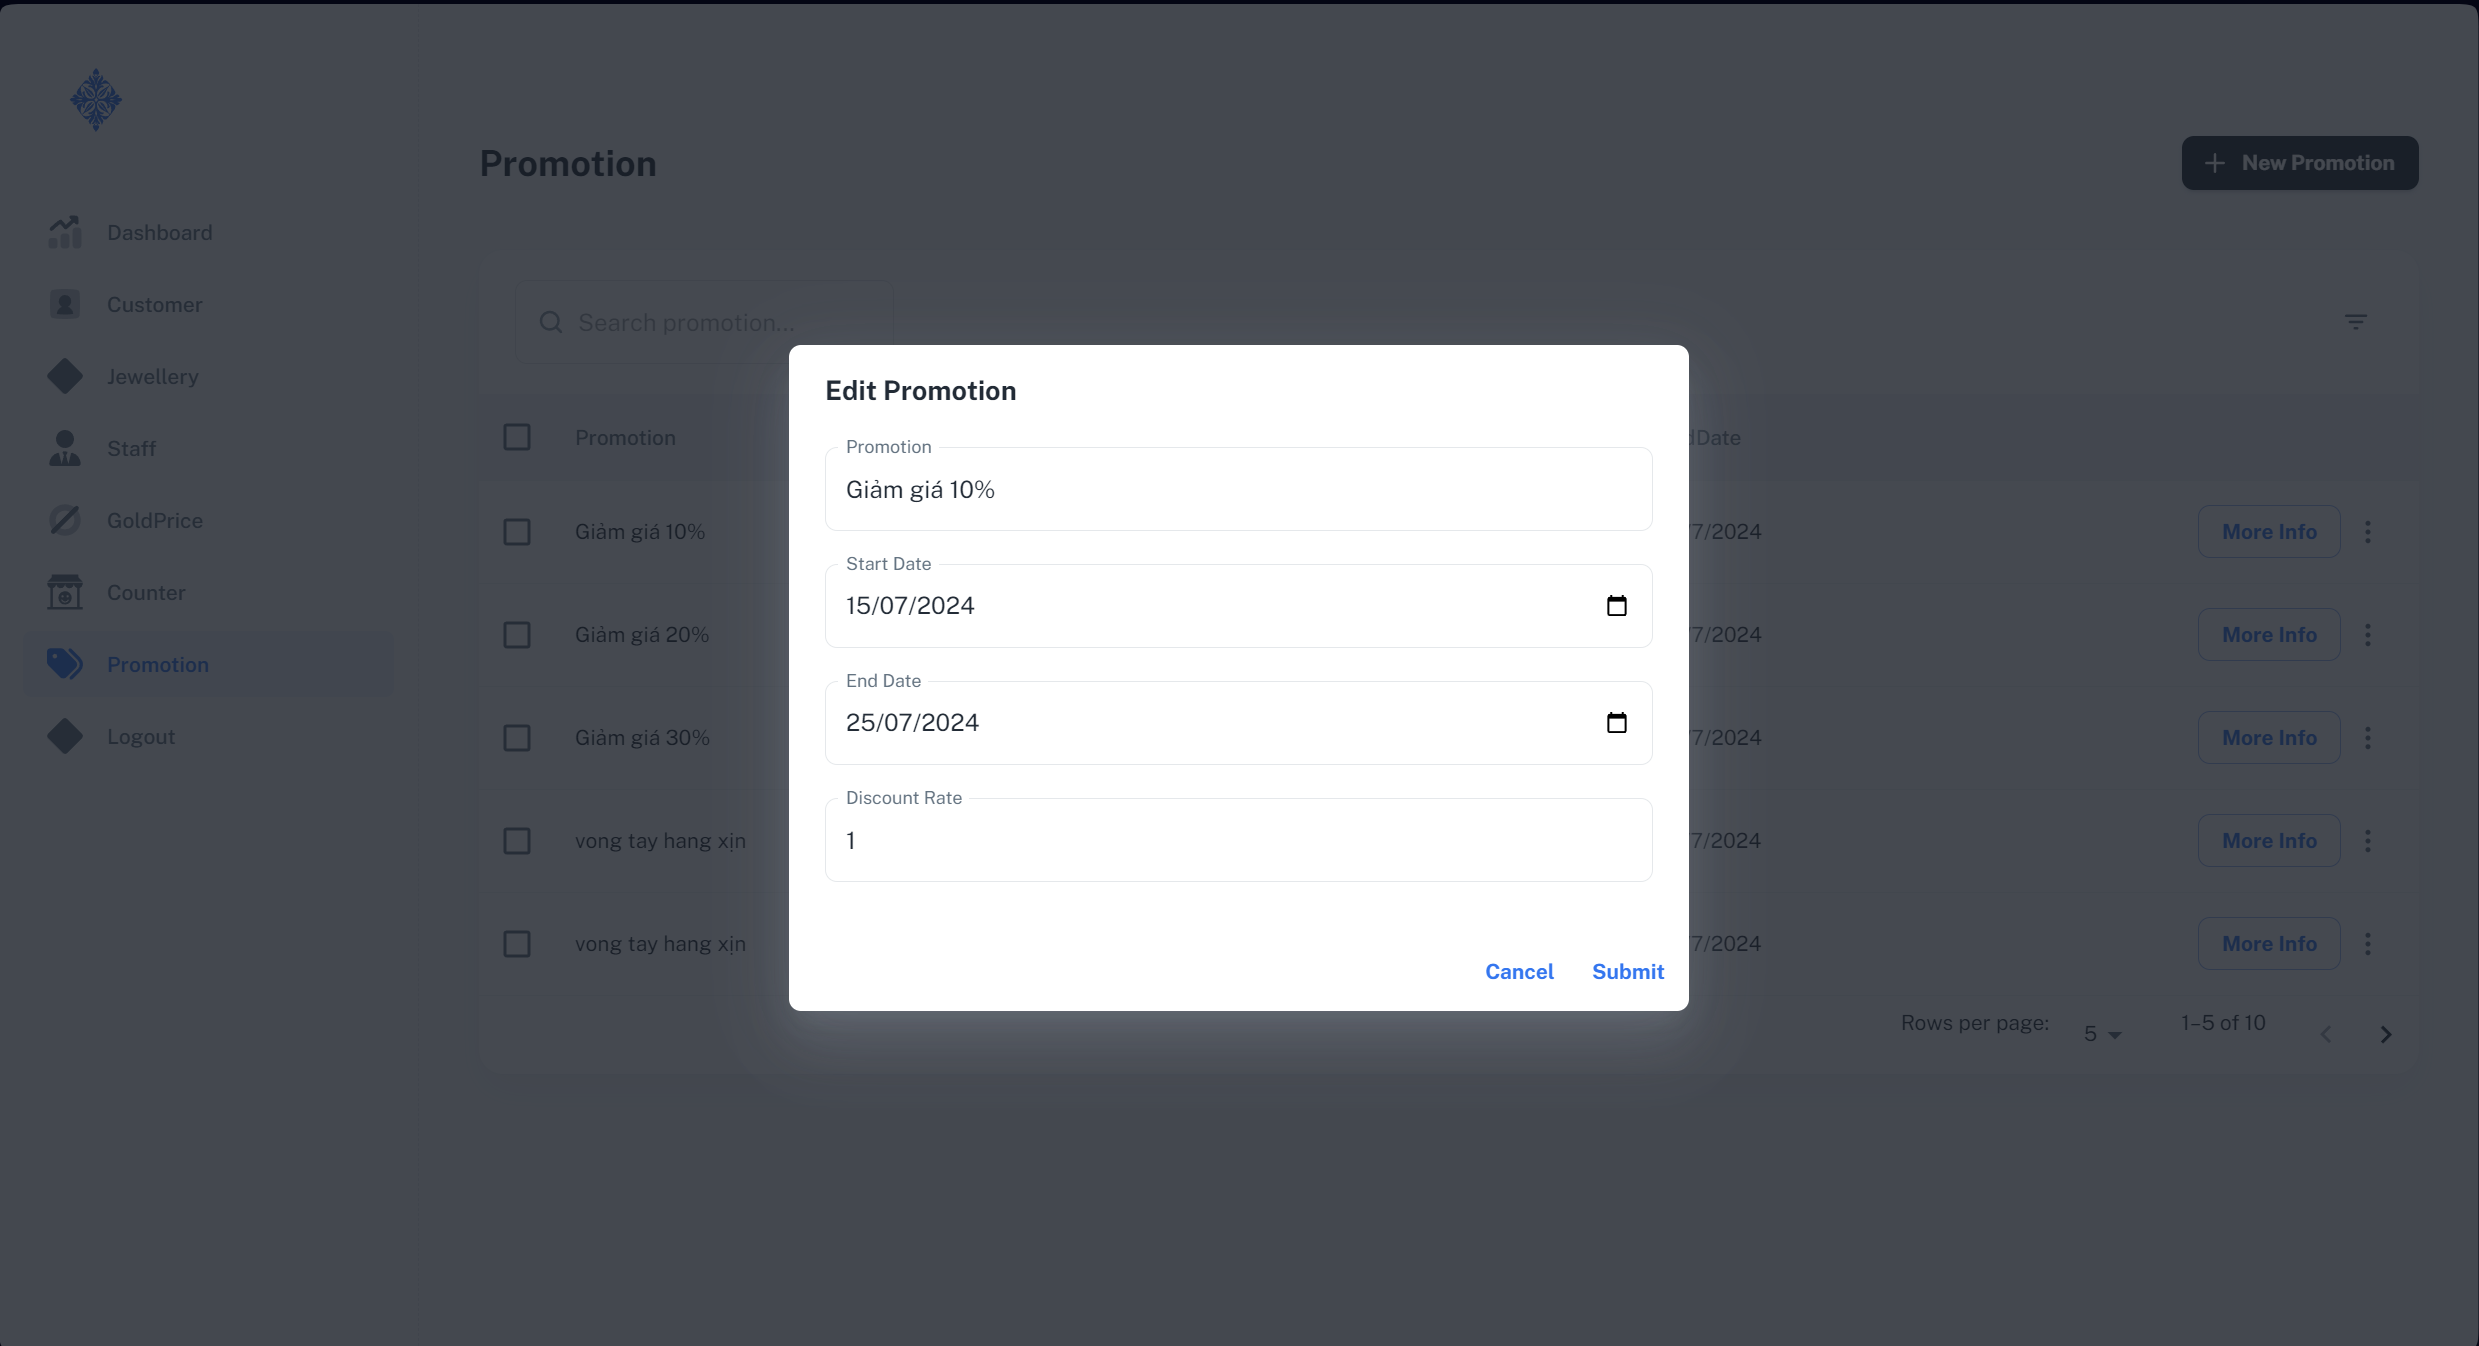 Promotion
New Promotion
Dashboard
Customer
Jewellery
Staff
GoldPrice
Counter
Promotion
Logout
Search promotion...
Promotion
dDate
Giảm giá 10%
7/2024
More Info
Giảm giá 20%
7/2024
More Info
Giảm giá 30%
7/2024
More Info
vong tay hang xịn
7/2024
More Info
vong tay hang xịn
7/2024
More Info
Rows per page:
5
1–5 of 10
Edit Promotion
Promotion
Giảm giá 10%
Start Date
15/07/2024
End Date
25/07/2024
Discount Rate
1
Cancel
Submit